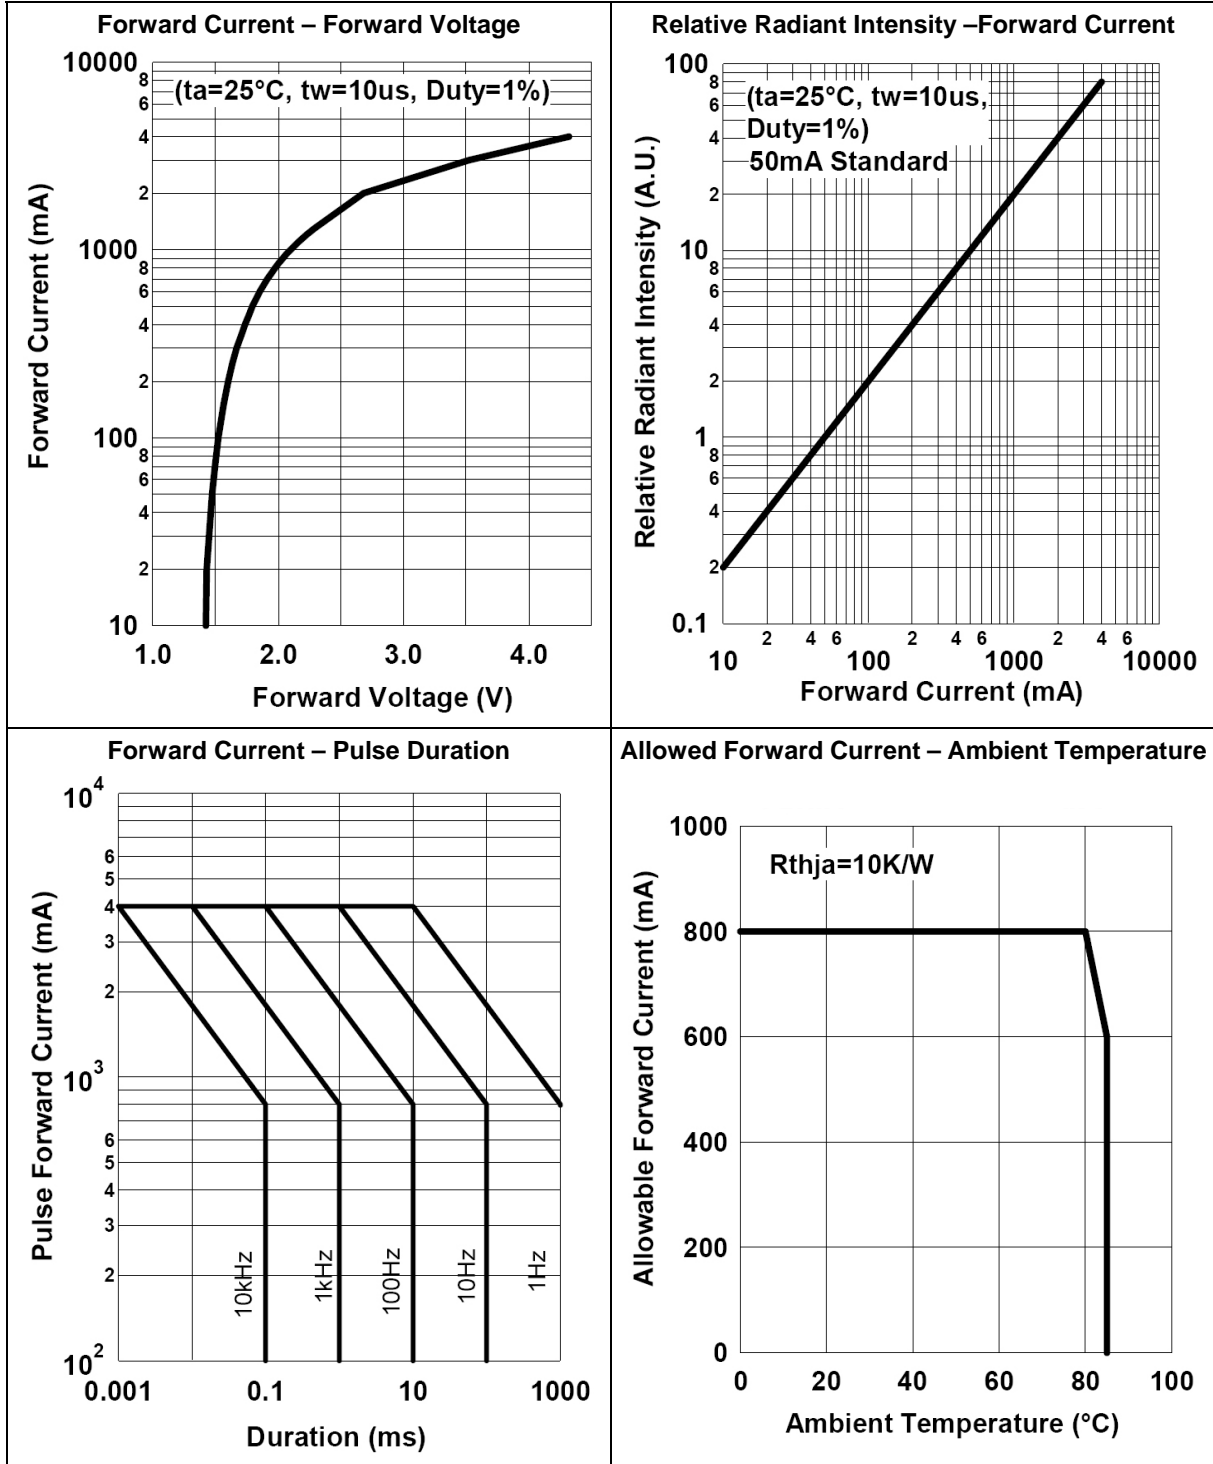 Forward Current – Forward Voltage
10000
8
6
4
2
1000
8
6
4
2
100
8
6
4
2
10
(ta=25°C, tw=10us, Duty=1%)
Forward Current (mA)
1.0 2.0 3.0 4.0
Forward Voltage (V)
Relative Radiant Intensity –Forward Current
100
8
6
4
2
10
8
6
4
2
1
8
6
4
2
0.1
(ta=25°C, tw=10us,
Duty=1%)
50mA Standard
Relative Radiant Intensity (A.U.)
2 4 6 2 4 6 2 4 6
10 100 1000 10000
Forward Current (mA)
Forward Current – Pulse Duration
10⁴
6
5
4
3
2
10³
6
5
4
3
2
10²
Pulse Forward Current (mA)
10kHz
1kHz
100Hz
10Hz
1Hz
0.001 0.1 10 1000
Duration (ms)
Allowed Forward Current – Ambient Temperature
1000
800
600
400
200
0
Rthja=10K/W
Allowable Forward Current (mA)
0 20 40 60 80 100
Ambient Temperature (°C)